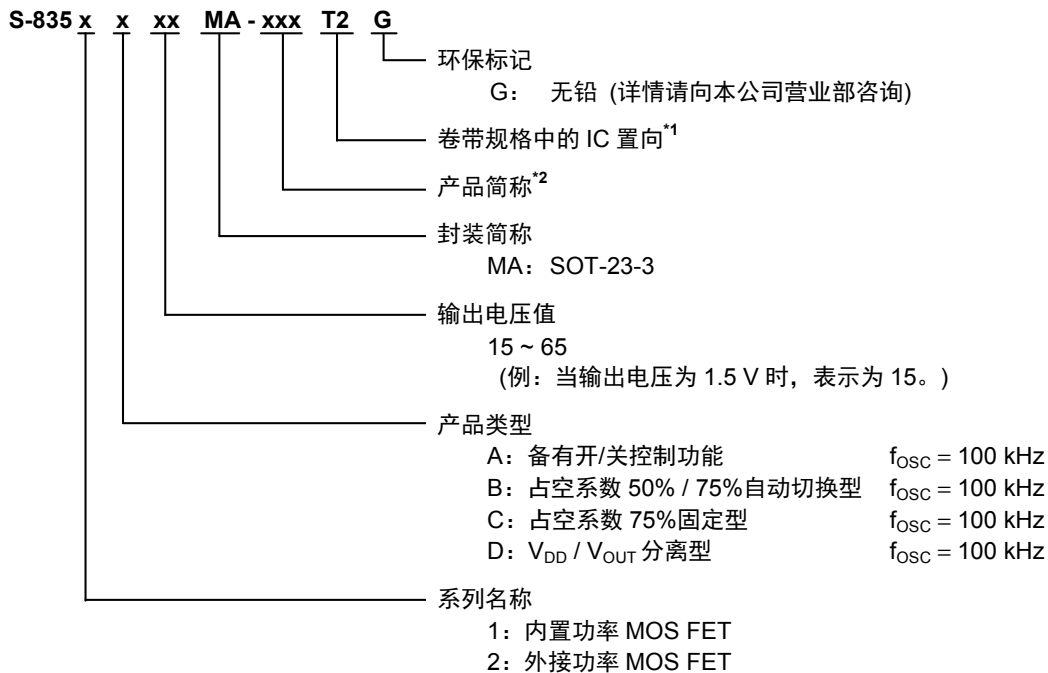 S-835 x x xx MA - xxx T2 G
环保标记
G： 无铅 (详情请向本公司营业部咨询)
卷带规格中的 IC 置向*1
产品简称*2
封装简称
MA：SOT-23-3
输出电压值
15 ~ 65
(例：当输出电压为 1.5 V 时，表示为 15。)
产品类型
A：备有开/关控制功能 fOSC = 100 kHz
B：占空系数 50% / 75%自动切换型 fOSC = 100 kHz
C：占空系数 75%固定型 fOSC = 100 kHz
D：VDD / VOUT 分离型 fOSC = 100 kHz
系列名称
1：内置功率 MOS FET
2：外接功率 MOS FET